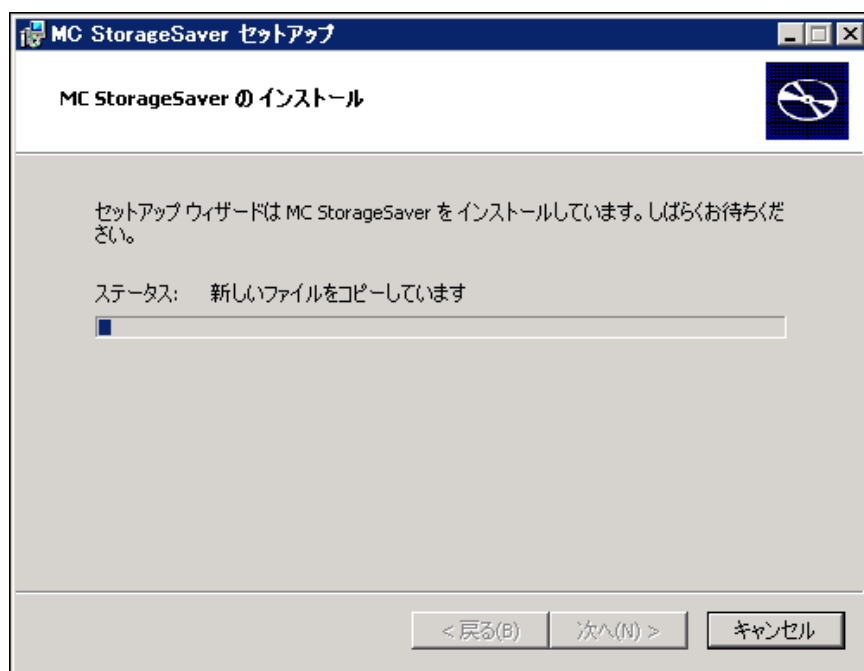 MC StorageSaver セットアップ
MC StorageSaver のインストール
セットアップ ウィザードは MC StorageSaver をインストールしています。しばらくお待ちくだ
さい。
ステータス: 新しいファイルをコピーしています
< 戻る(B) 次へ(N) > キャンセル